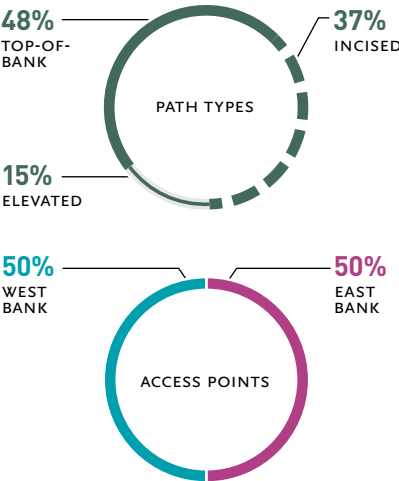 48%
TOP-OF-
BANK
37%
INCISED
PATH TYPES
15%
ELEVATED
50%
WEST
BANK
50%
EAST
BANK
ACCESS POINTS